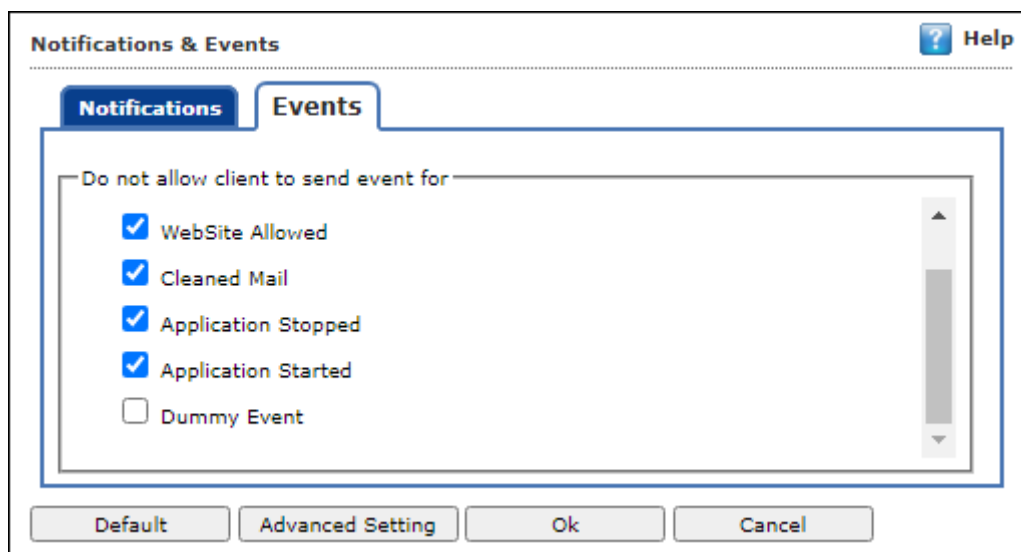 Notifications & Events
? Help
Notifications Events
Do not allow client to send event for
WebSite Allowed
Cleaned Mail
Application Stopped
Application Started
Dummy Event
Default Advanced Setting Ok Cancel